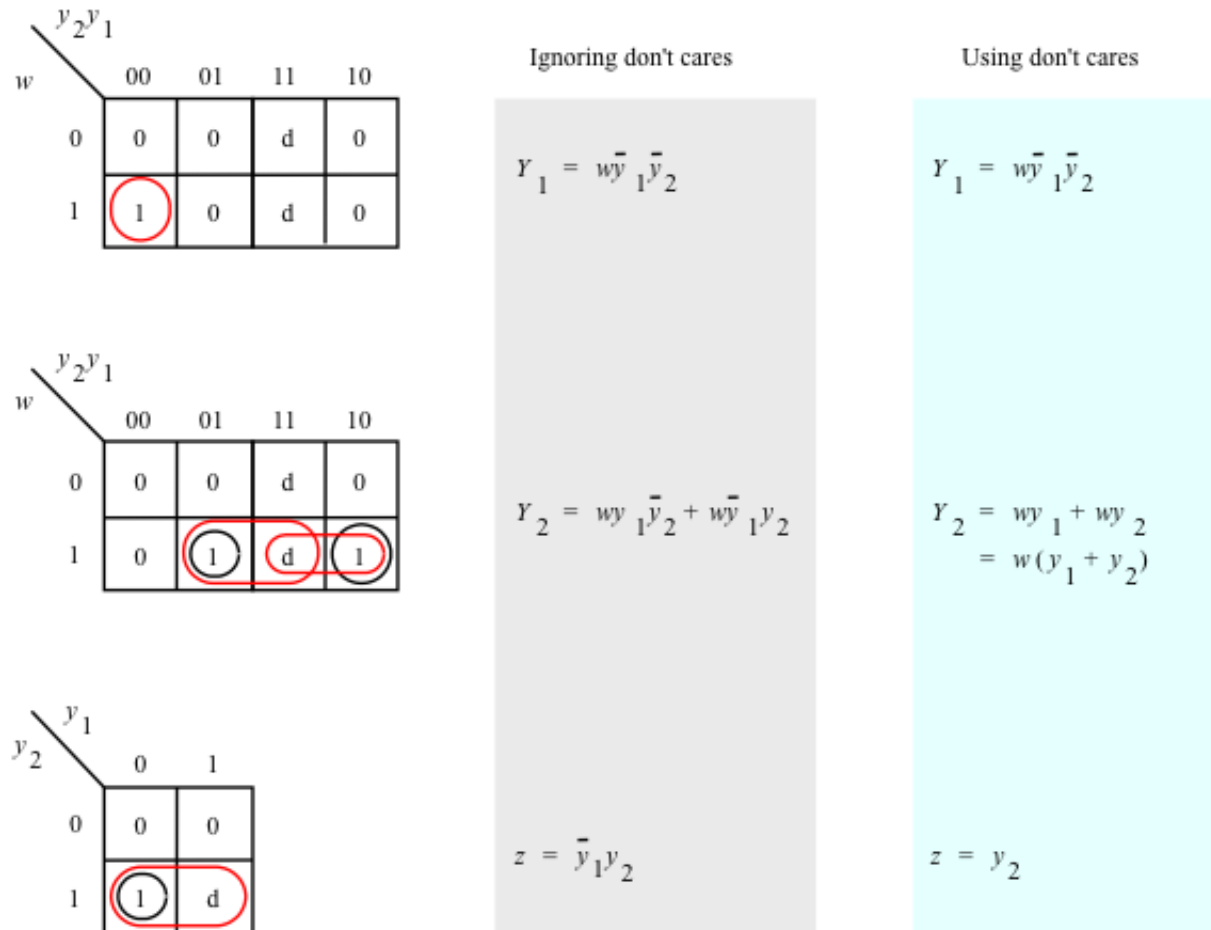 y₂y₁ Ignoring don't cares Using don't cares
w 00 01 11 10
0 0 0 d 0 Y₁ = wȳ₁ȳ₂ Y₁ = wȳ₁ȳ₂
1 1 0 d 0
y₂y₁
w
00 01 11 10
0 0 0 d 0
Y₂ = wy₁ȳ₂ + wȳ₁y₂ Y₂ = wy₁ + wy₂
1 0 1 d 1 = w(y₁ + y₂)
y₁
y₂ 0 1
0 0 0
z = ȳ₁y₂ z = y₂
1 1 d